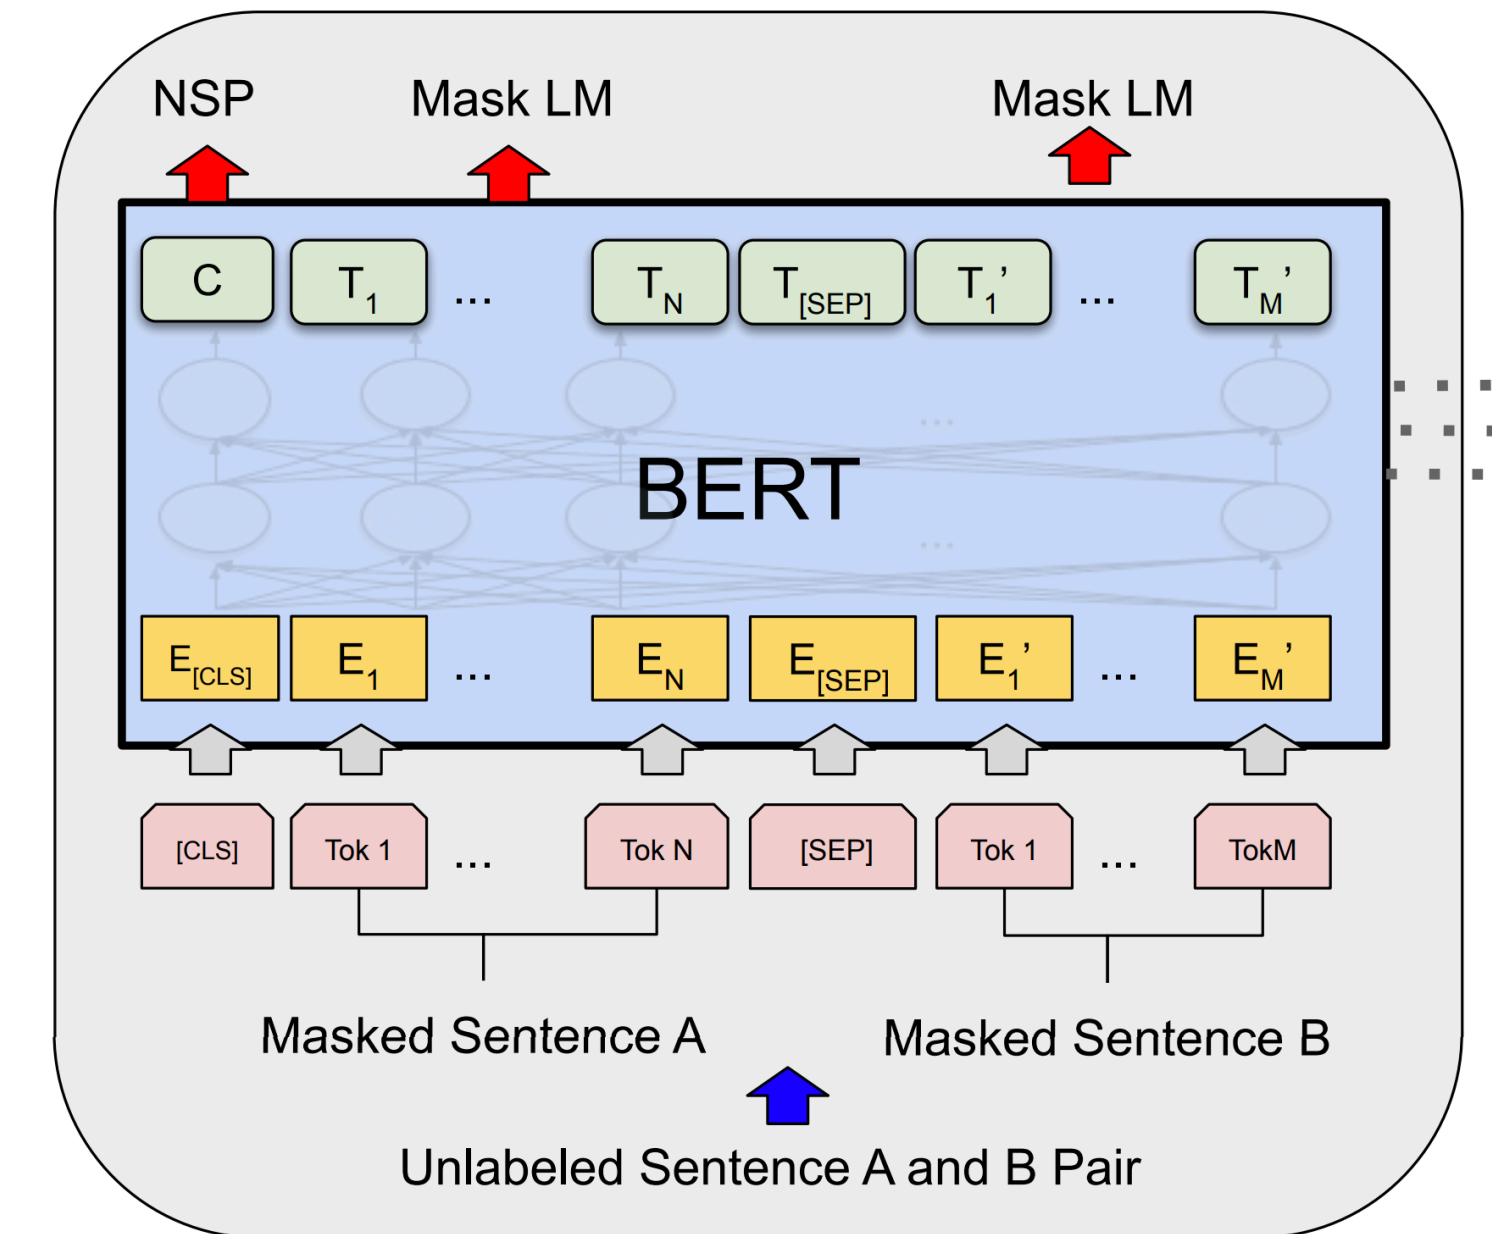 NSP Mask LM Mask LM
C T1 ... TN T[SEP] T1’ ... TM’
...
BERT
...
E[CLS] E1 ... EN E[SEP] E1’ ... EM’
[CLS] Tok 1 ... Tok N [SEP] Tok 1 ... TokM
Masked Sentence A Masked Sentence B
Unlabeled Sentence A and B Pair